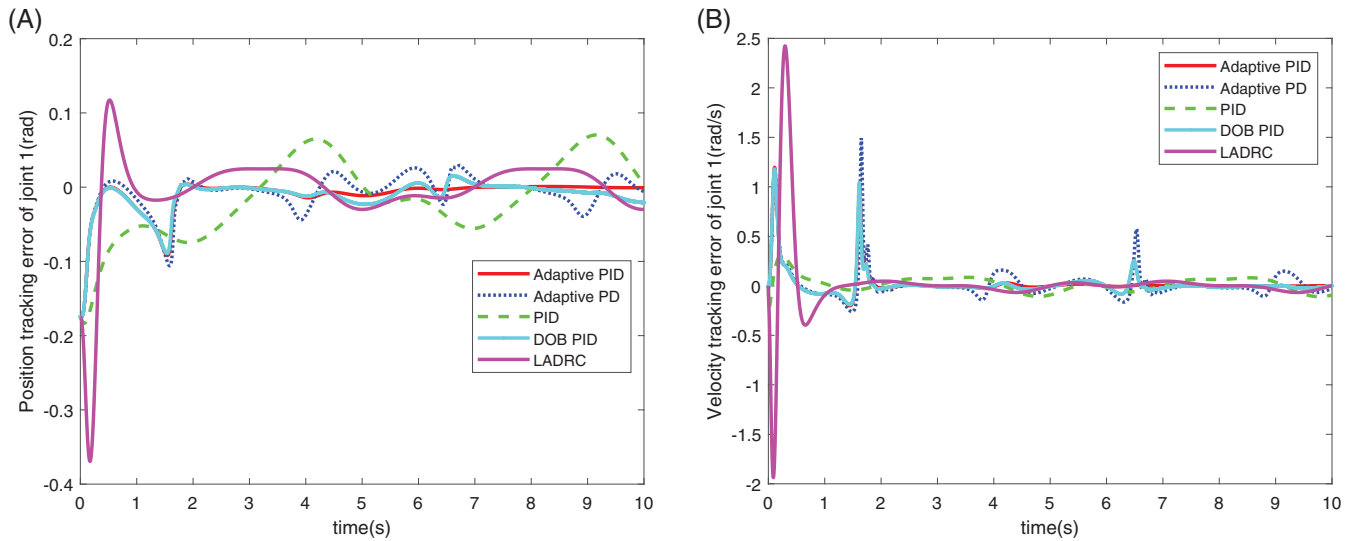 (A)
Position tracking error of joint 1(rad)
0.2
0.1
0
-0.1
-0.2
-0.3
-0.4
0 1 2 3 4 5 6 7 8 9 10
time(s)
Adaptive PID
Adaptive PD
PID
DOB PID
LADRC
(B)
Velocity tracking error of joint 1(rad/s)
2.5
2
1.5
1
0.5
0
-0.5
-1
-1.5
-2
0 1 2 3 4 5 6 7 8 9 10
time(s)
Adaptive PID
Adaptive PD
PID
DOB PID
LADRC